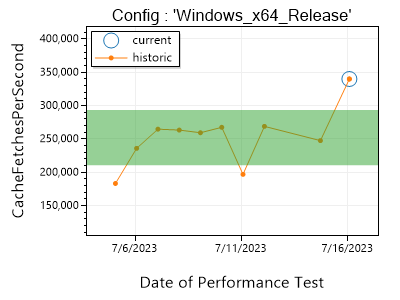 Config : 'Windows_x64_Release'
current
historic
CacheFetchesPerSecond
400,000
350,000
300,000
250,000
200,000
150,000
7/6/2023
7/11/2023
7/16/2023
Date of Performance Test